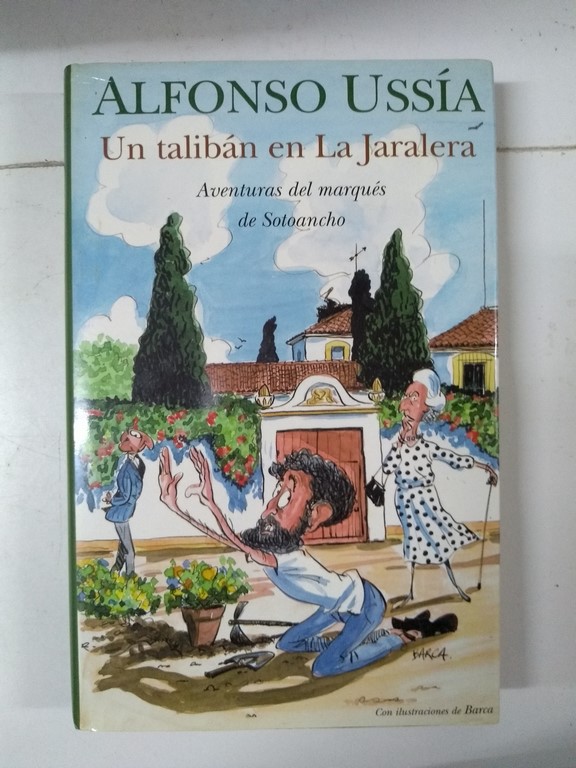 ALFONSO USSÍA
Un talibán en La Jaralera
Aventuras del marqués
de Sotoancho
BARCA
Con ilustraciones de Barca